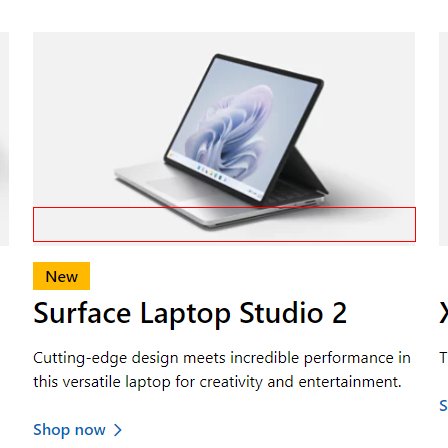 New
Surface Laptop Studio 2
Cutting-edge design meets incredible performance in
this versatile laptop for creativity and entertainment.
Shop now